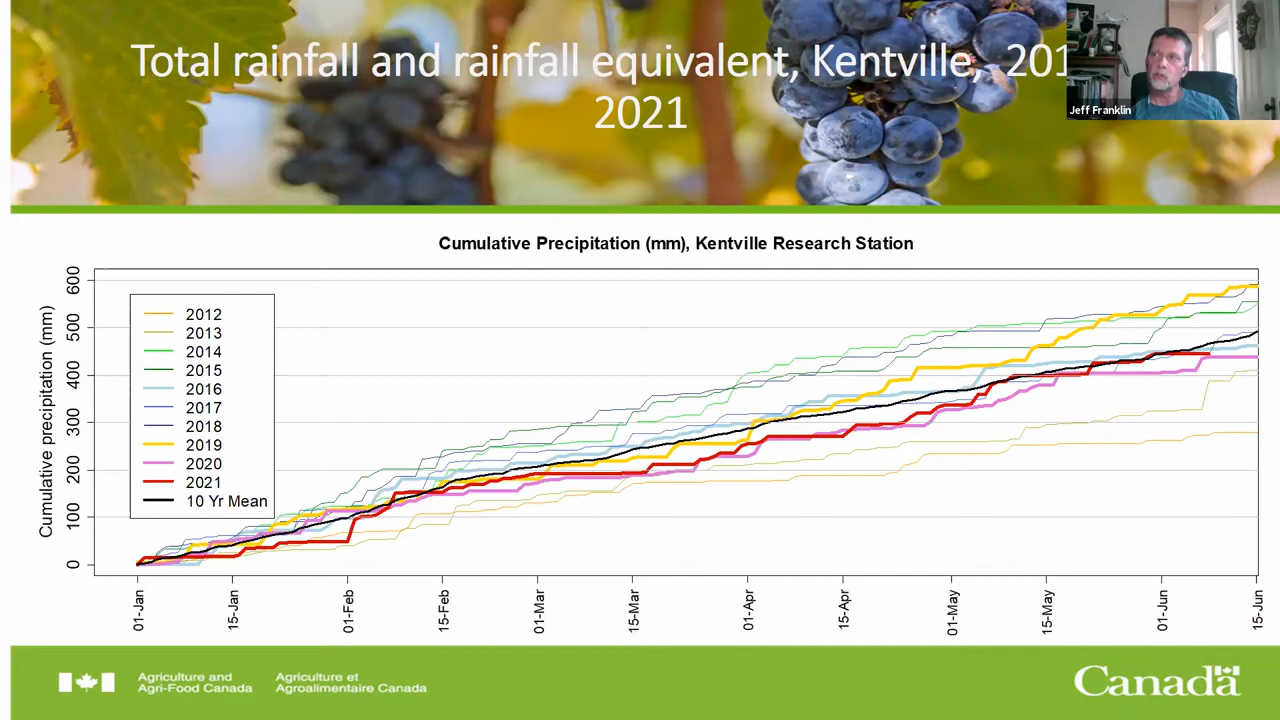 Total rainfall and rainfall equivalent, Kentville, 201
2021
Jeff Franklin
Cumulative Precipitation (mm), Kentville Research Station
Cumulative precipitation (mm)
600
500
400
300
200
100
0
2012
2013
2014
2015
2016
2017
2018
2019
2020
2021
10 Yr Mean
01-Jan
15-Jan
01-Feb
15-Feb
01-Mar
15-Mar
01-Apr
15-Apr
01-May
15-May
01-Jun
15-Jun
Agriculture and
Agri-Food Canada
Agriculture et
Agroalimentaire Canada
Canada